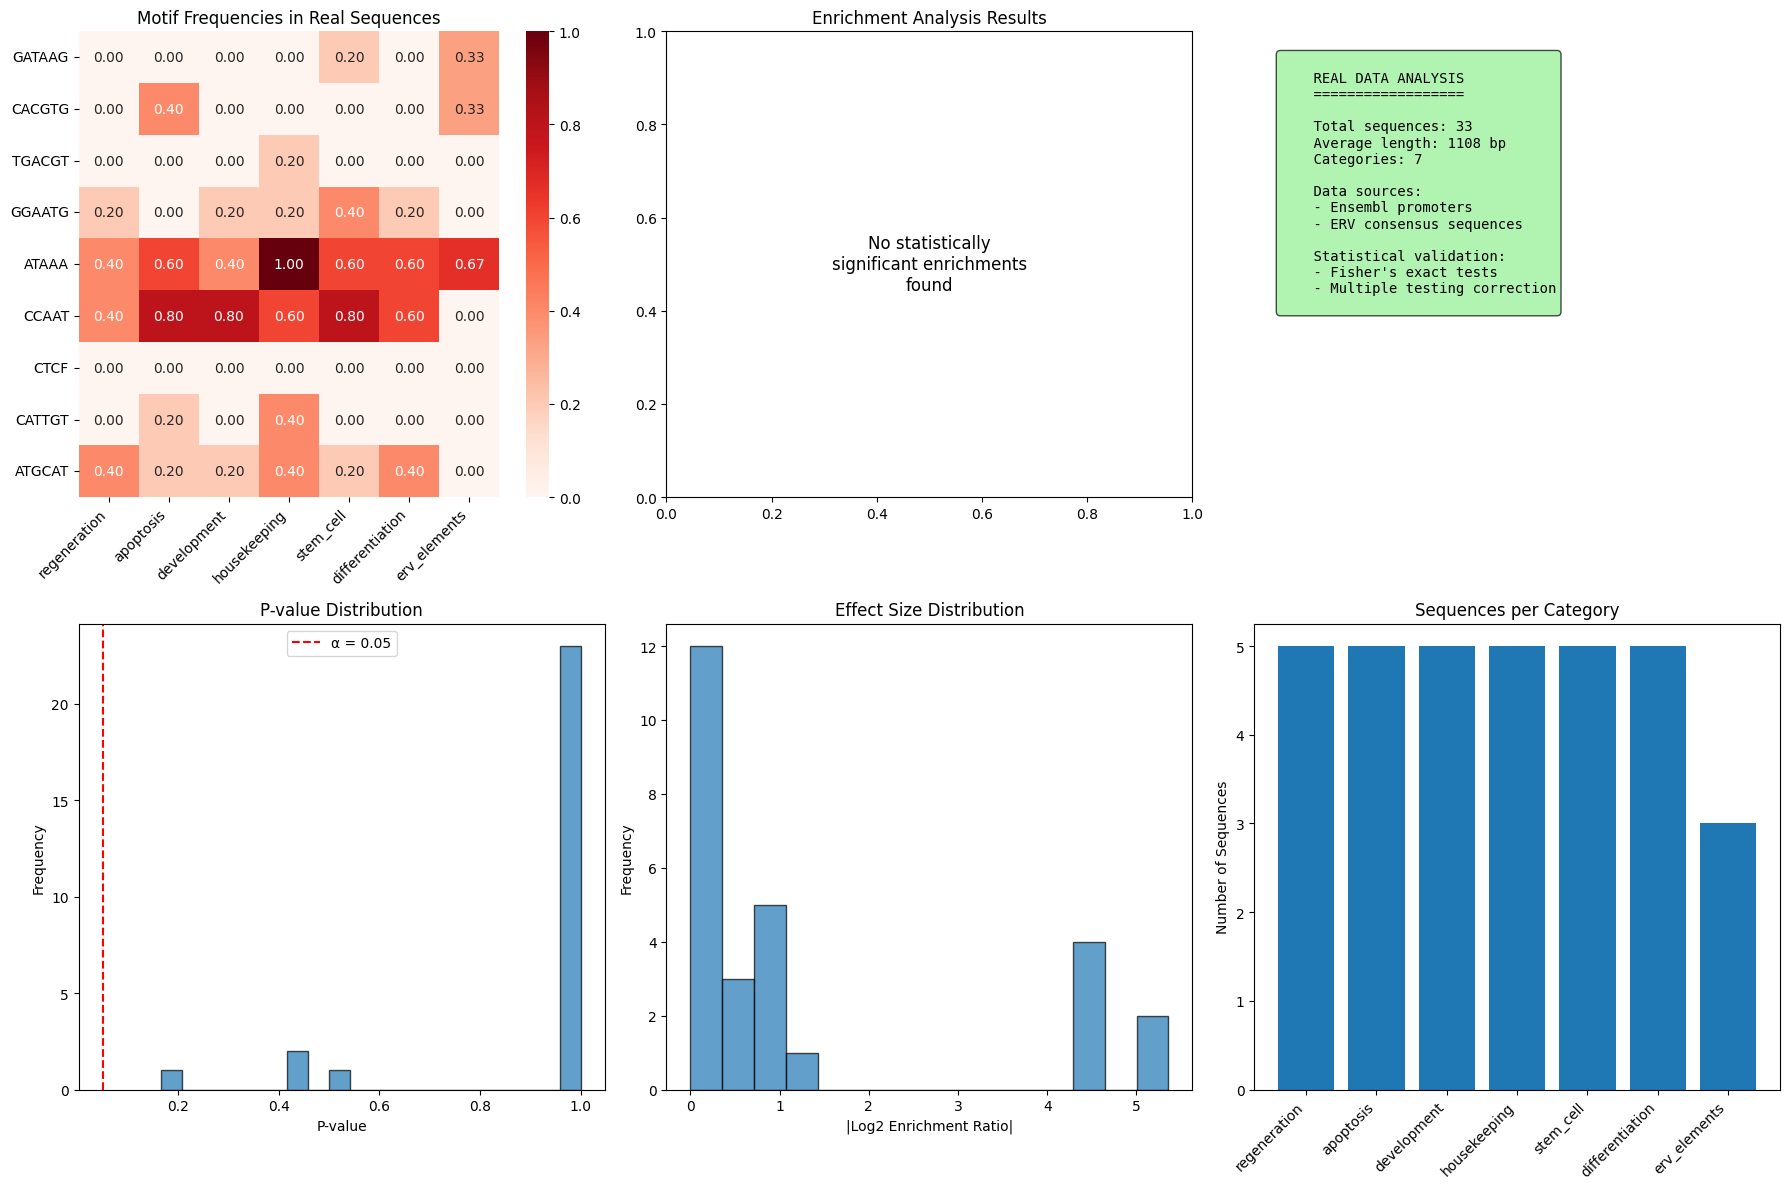 Motif Frequencies in Real Sequences
GATAAG 0.00 0.00 0.00 0.00 0.20 0.00 0.33
CACGTG 0.00 0.40 0.00 0.00 0.00 0.00 0.33
TGACGT 0.00 0.00 0.00 0.20 0.00 0.00 0.00
GGAATG 0.20 0.00 0.20 0.20 0.40 0.20 0.00
ATAAA 0.40 0.60 0.40 1.00 0.60 0.60 0.67
CCAAT 0.40 0.80 0.80 0.60 0.80 0.60 0.00
CTCF 0.00 0.00 0.00 0.00 0.00 0.00 0.00
CATTGT 0.00 0.20 0.00 0.40 0.00 0.00 0.00
ATGCAT 0.40 0.20 0.20 0.40 0.20 0.40 0.00
regeneration apoptosis development housekeeping stem_cell differentiation erv_elements
1.0
0.8
0.6
0.4
0.2
0.0
Enrichment Analysis Results
1.0
0.8
0.6
0.4
0.2
0.0
No statistically
significant enrichments
found
0.0 0.2 0.4 0.6 0.8 1.0
REAL DATA ANALYSIS
==================
Total sequences: 33
Average length: 1108 bp
Categories: 7
Data sources:
- Ensembl promoters
- ERV consensus sequences
Statistical validation:
- Fisher's exact tests
- Multiple testing correction
P-value Distribution
α = 0.05
Frequency
20
15
10
5
0
0.2 0.4 0.6 0.8 1.0
P-value
Effect Size Distribution
Frequency
12
10
8
6
4
2
0
0 1 2 3 4 5
|Log2 Enrichment Ratio|
Sequences per Category
Number of Sequences
5
4
3
2
1
0
regeneration apoptosis development housekeeping stem_cell differentiation erv_elements